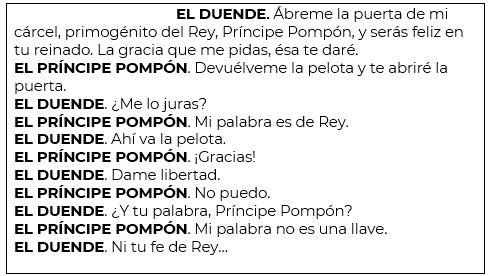 EL DUENDE. Ábreme la puerta de mi
cárcel, primogénito del Rey, Príncipe Pompón, y serás feliz en
tu reinado. La gracia que me pidas, ésa te daré.
EL PRÍNCIPE POMPÓN. Devuélveme la pelota y te abriré la
puerta.
EL DUENDE. ¿Me lo juras?
EL PRÍNCIPE POMPÓN. Mi palabra es de Rey.
EL DUENDE. Ahí va la pelota.
EL PRÍNCIPE POMPÓN. ¡Gracias!
EL DUENDE. Dame libertad.
EL PRÍNCIPE POMPÓN. No puedo.
EL DUENDE. ¿Y tu palabra, Príncipe Pompón?
EL PRÍNCIPE POMPÓN. Mi palabra no es una llave.
EL DUENDE. Ni tu fe de Rey...